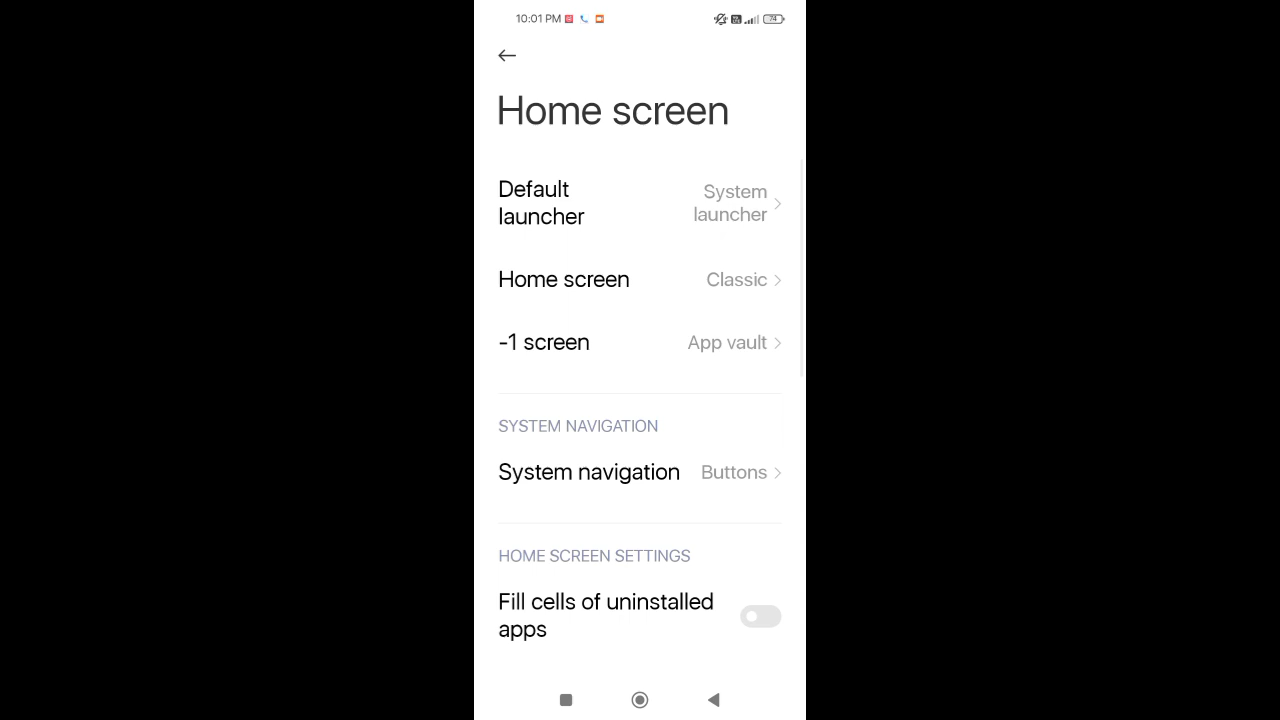 10:01 PM
74
Home screen
Default
launcher
System
launcher
Home screen
Classic
-1 screen
App vault
SYSTEM NAVIGATION
System navigation
Buttons
HOME SCREEN SETTINGS
Fill cells of uninstalled
apps